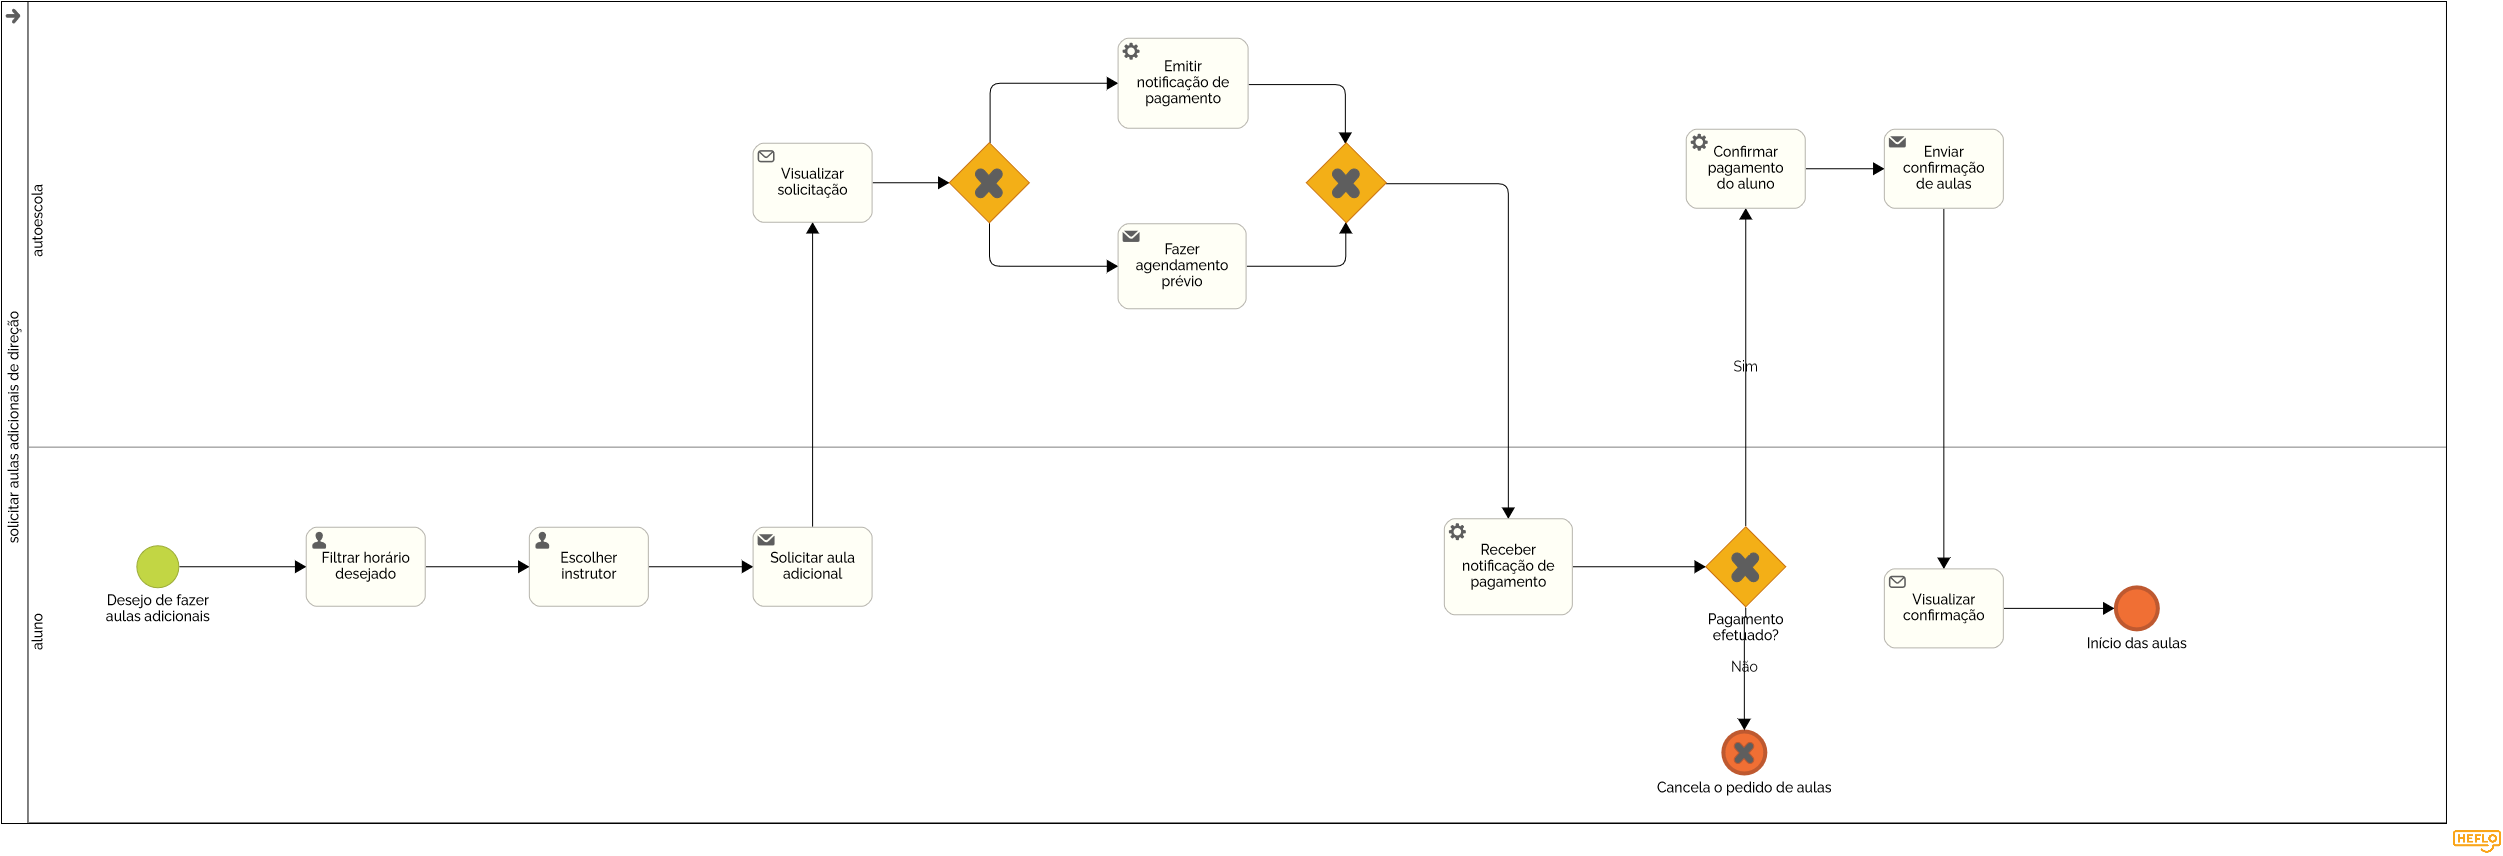 solicitar aulas adicionais de direção
autoescola
Emitir
notificação de
pagamento
Visualizar
solicitação
Fazer
agendamento
prévio
Confirmar
pagamento
do aluno
Enviar
confirmação
de aulas
Sim
aluno
Desejo de fazer
aulas adicionais
Filtrar horário
desejado
Escolher
instrutor
Solicitar aula
adicional
Receber
notificação de
pagamento
Pagamento
efetuado?
Não
Cancela o pedido de aulas
Visualizar
confirmação
Início das aulas
HEFLO